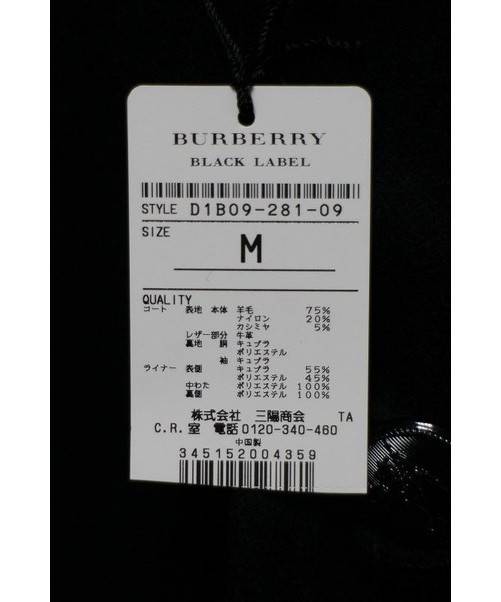 BURBERRY
BLACK LABEL
STYLE D1B09-281-09
SIZE
M
QUALITY
コート 表地 本体 羊毛 75%
ナイロン 20%
カシミヤ 5%
レザー部分 牛革
裏地 胴 キュプラ
ポリエステル
袖 キュプラ
ライナー 表側 キュプラ 55%
ポリエステル 45%
中わた ポリエステル 100%
裏側 ポリエステル 100%
株式会社 三陽商会 TA
C.R.室 電話0120-340-460
中国製
345152004359